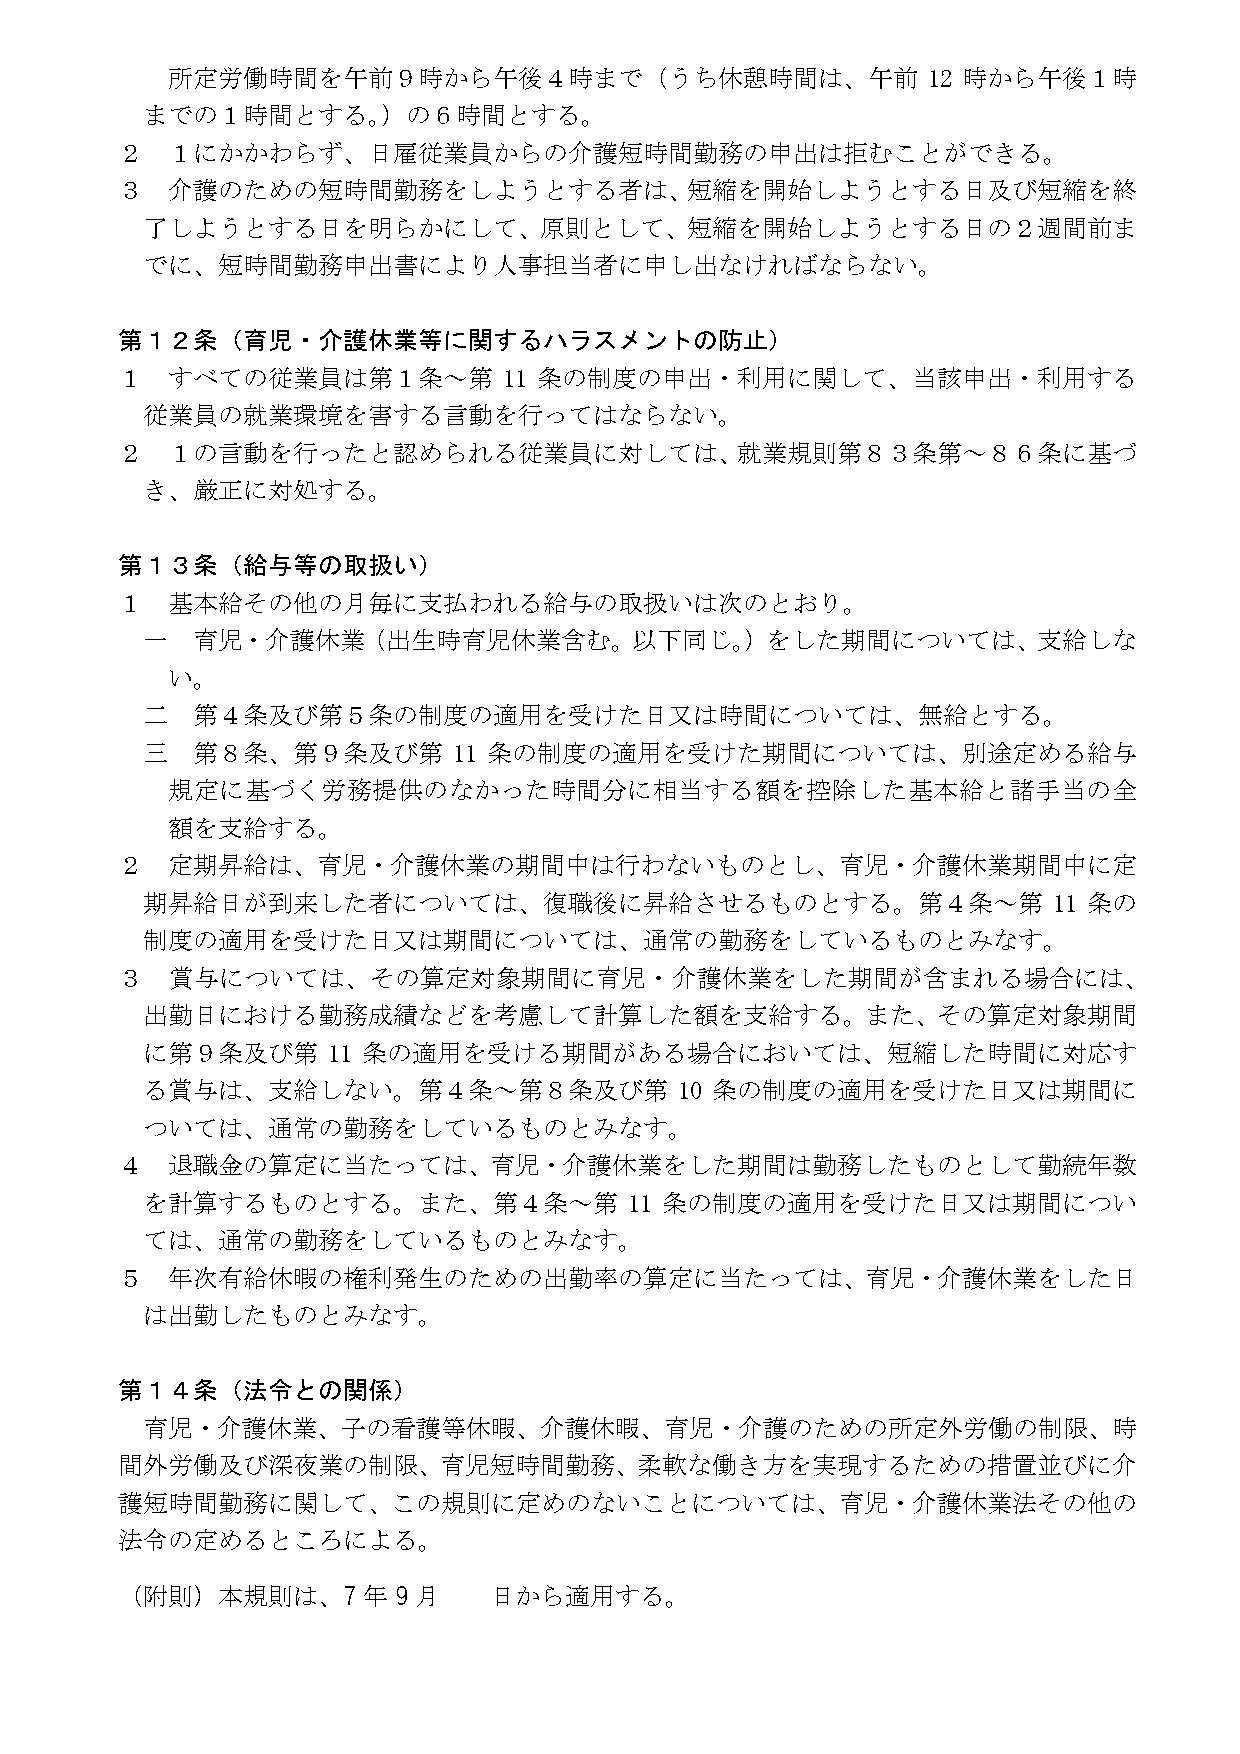 所定労働時間を午前９時から午後４時まで（うち休憩時間は、午前 12 時から午後１時
までの１時間とする。）の６時間とする。
２　１にかかわらず、日雇従業員からの介護短時間勤務の申出は拒むことができる。
３　介護のための短時間勤務をしようとする者は、短縮を開始しようとする日及び短縮を終
了しようとする日を明らかにして、原則として、短縮を開始しようとする日の２週間前ま
でに、短時間勤務申出書により人事担当者に申し出なければならない。
第１２条（育児・介護休業等に関するハラスメントの防止）
１　すべての従業員は第１条～第 11 条の制度の申出・利用に関して、当該申出・利用する
従業員の就業環境を害する言動を行ってはならない。
２　１の言動を行ったと認められる従業員に対しては、就業規則第８３条第～８６条に基づ
き、厳正に対処する。
第１３条（給与等の取扱い）
１　基本給その他の月毎に支払われる給与の取扱いは次のとおり。
一　育児・介護休業（出生時育児休業含む。以下同じ。）をした期間については、支給しな
い。
二　第４条及び第５条の制度の適用を受けた日又は時間については、無給とする。
三　第８条、第９条及び第 11 条の制度の適用を受けた期間については、別途定める給与
規定に基づく労務提供のなかった時間分に相当する額を控除した基本給と諸手当の全
額を支給する。
２　定期昇給は、育児・介護休業の期間中は行わないものとし、育児・介護休業期間中に定
期昇給日が到来した者については、復職後に昇給させるものとする。第４条～第 11 条の
制度の適用を受けた日又は期間については、通常の勤務をしているものとみなす。
３　賞与については、その算定対象期間に育児・介護休業をした期間が含まれる場合には、
出勤日における勤務成績などを考慮して計算した額を支給する。また、その算定対象期間
に第９条及び第 11 条の適用を受ける期間がある場合においては、短縮した時間に対応す
る賞与は、支給しない。第４条～第８条及び第 10 条の制度の適用を受けた日又は期間に
ついては、通常の勤務をしているものとみなす。
４　退職金の算定に当たっては、育児・介護休業をした期間は勤務したものとして勤続年数
を計算するものとする。また、第４条～第 11 条の制度の適用を受けた日又は期間につい
ては、通常の勤務をしているものとみなす。
５　年次有給休暇の権利発生のための出勤率の算定に当たっては、育児・介護休業をした日
は出勤したものとみなす。
第１４条（法令との関係）
育児・介護休業、子の看護等休暇、介護休暇、育児・介護のための所定外労働の制限、時
間外労働及び深夜業の制限、育児短時間勤務、柔軟な働き方を実現するための措置並びに介
護短時間勤務に関して、この規則に定めのないことについては、育児・介護休業法その他の
法令の定めるところによる。
（附則）本規則は、7 年 9 月　　日から適用する。